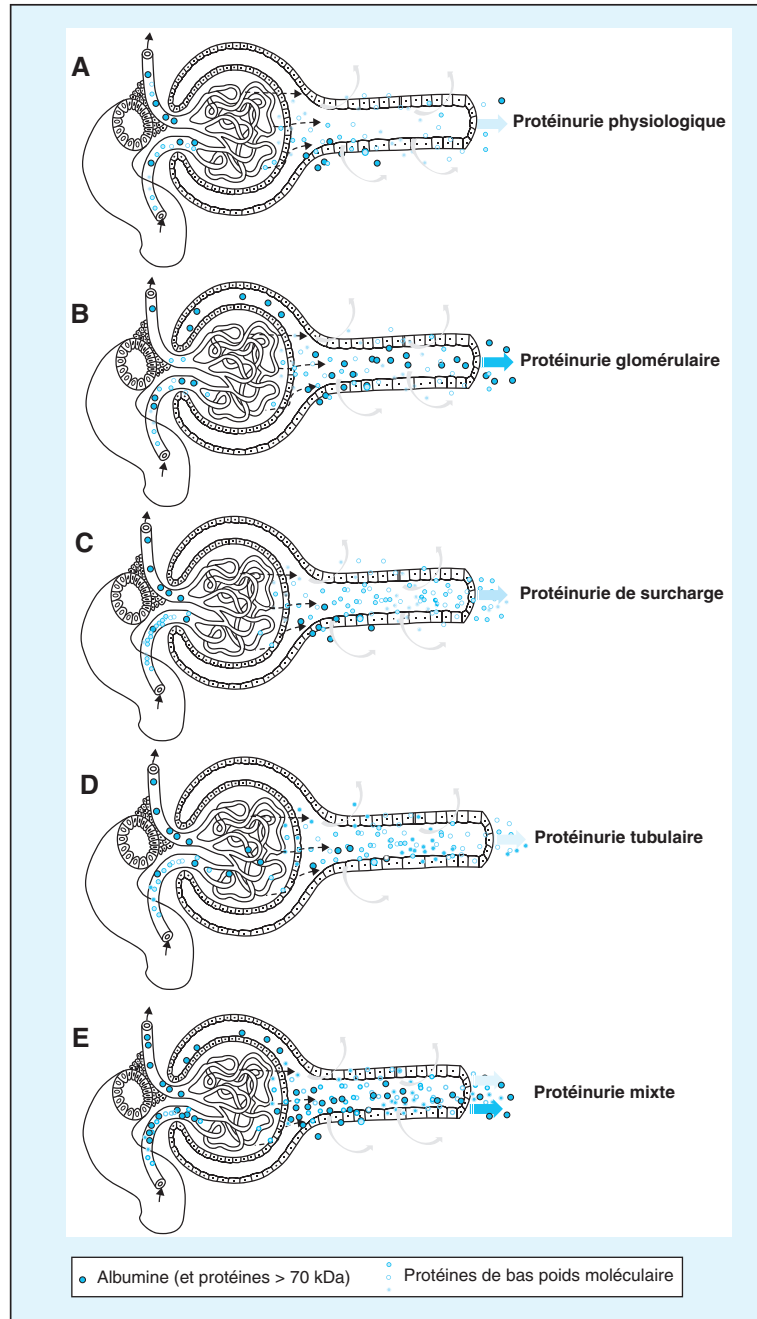 A
Protéinurie physiologique
B
Protéinurie glomérulaire
C
Protéinurie de surcharge
D
Protéinurie tubulaire
E
Protéinurie mixte
Albumine (et protéines > 70 kDa)
Protéines de bas poids moléculaire